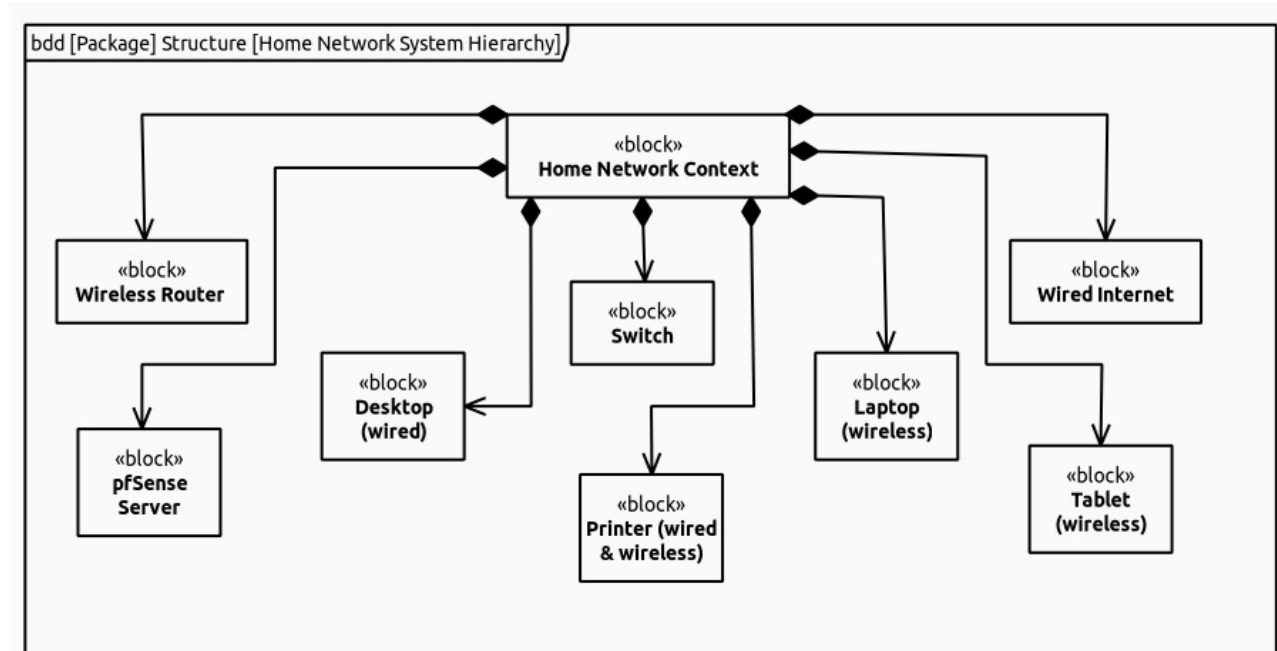 bdd [Package] Structure [Home Network System Hierarchy]
«block»
Home Network Context
«block»
Wireless Router
«block»
Wired Internet
«block»
Switch
«block»
Desktop
(wired)
«block»
Laptop
(wireless)
«block»
pfSense
Server
«block»
Printer (wired
& wireless)
«block»
Tablet
(wireless)